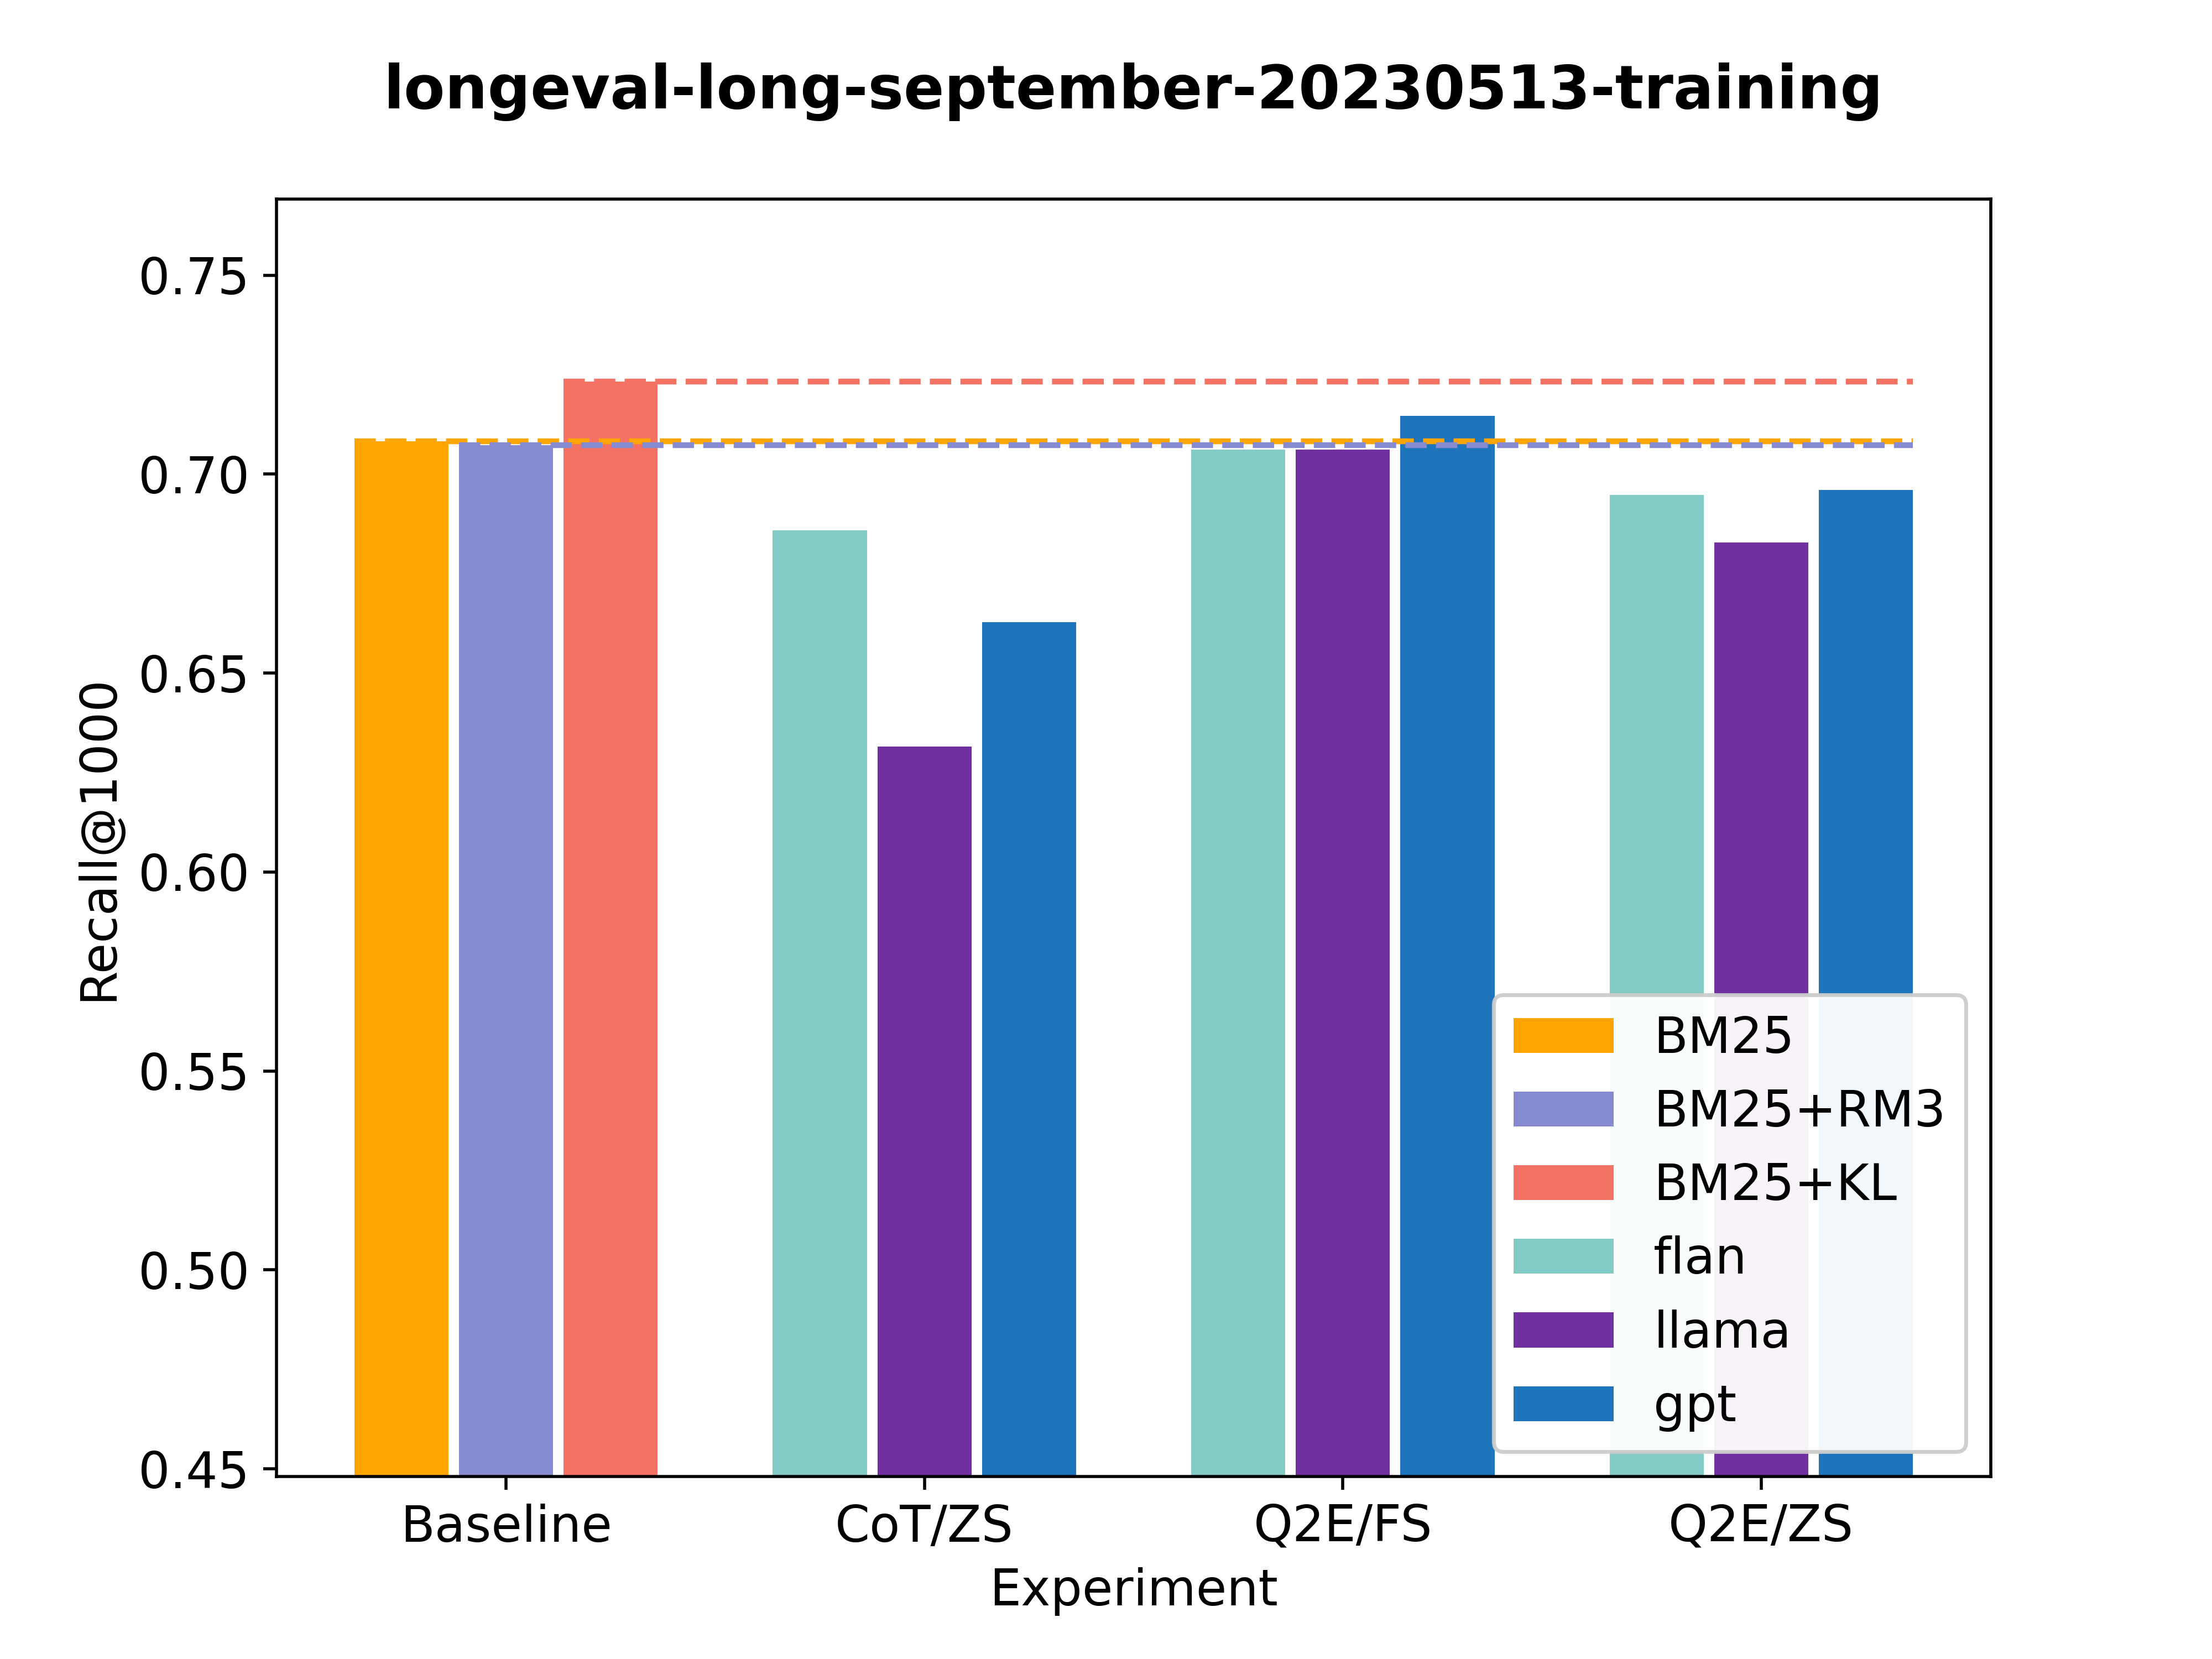 longeval-long-september-20230513-training
Recall@1000
0.75
0.70
0.65
0.60
0.55
0.50
0.45
BM25
BM25+RM3
BM25+KL
flan
llama
gpt
Baseline
CoT/ZS
Q2E/FS
Q2E/ZS
Experiment